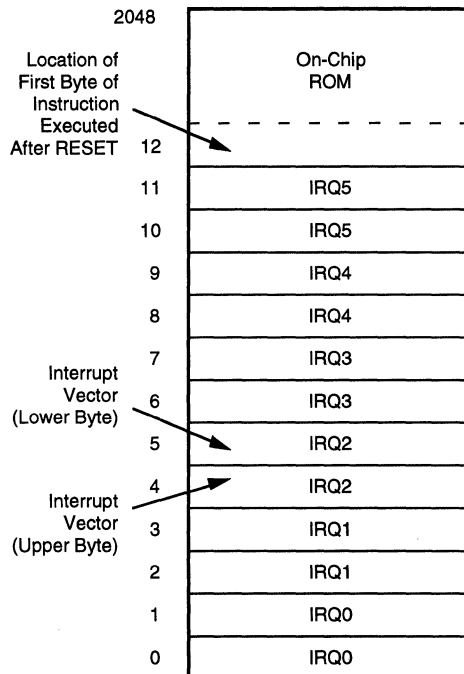 2048
Location of
First Byte of
Instruction
Executed
After RESET
12
On-Chip
ROM
11 IRQ5
10 IRQ5
9 IRQ4
8 IRQ4
7 IRQ3
Interrupt
Vector
(Lower Byte)
6 IRQ3
5 IRQ2
4 IRQ2
Interrupt
Vector
(Upper Byte)
3 IRQ1
2 IRQ1
1 IRQ0
0 IRQ0